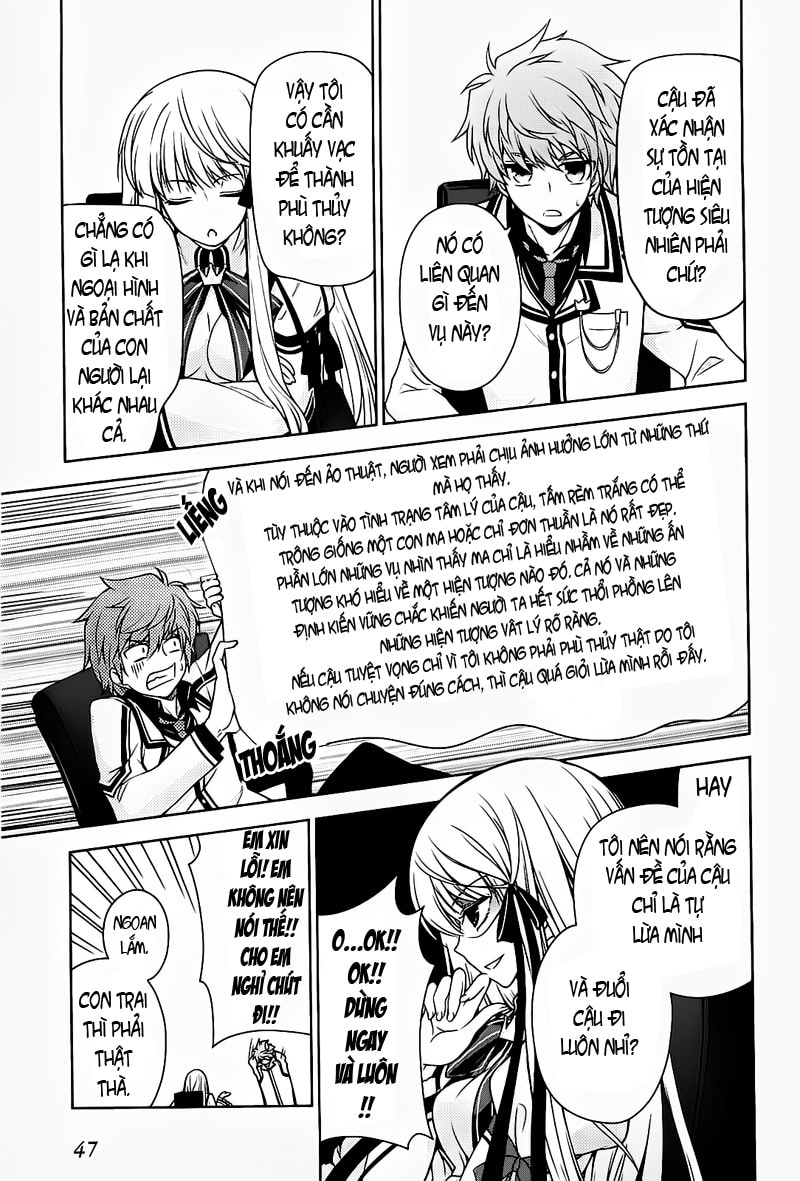 CẬU ĐÃ
XÁC NHẬN
SỰ TỒN TẠI
CỦA HIỆN
TƯỢNG SIÊU
NHIÊN PHẢI
CHỨ?
NÓ CÓ
LIÊN QUAN
GÌ ĐẾN
VỤ NÀY?
VẬY TÔI
CÓ CẦN
KHUẤY VẠC
ĐỂ THÀNH
PHÙ THỦY
KHÔNG?
CHẲNG CÓ
GÌ LẠ KHI
NGOẠI HÌNH
VÀ BẢN CHẤT
CỦA CON
NGƯỜI LẠI
KHÁC NHAU
CẢ.
VÀ KHI NÓI ĐẾN ẢO THUẬT, NGƯỜI XEM PHẢI CHỊU ẢNH HƯỞNG LỚN TỪ NHỮNG THỨ
MÀ HỌ THẤY.
TÙY THUỘC VÀO TÌNH TRẠNG TÂM LÝ CỦA CẬU, TẤM RÈM TRẮNG CÓ THỂ
TRÔNG GIỐNG MỘT CON MA HOẶC CHỈ ĐƠN THUẦN LÀ NÓ RẤT ĐẸP.
PHẦN LỚN NHỮNG VỤ NHÌN THẤY MA CHỈ LÀ HIỂU NHẦM VỀ NHỮNG ẤN
TƯỢNG KHÓ HIỂU VỀ MỘT HIỆN TƯỢNG NÀO ĐÓ. CẢ NÓ VÀ NHỮNG
ĐỊNH KIẾN VỮNG CHẮC KHIẾN NGƯỜI TA HẾT SỨC THỔI PHỒNG LÊN
NHỮNG HIỆN TƯỢNG VẬT LÝ RÕ RÀNG.
NẾU CẬU TUYỆT VỌNG CHỈ VÌ TÔI KHÔNG PHẢI PHÙ THỦY THẬT DO TÔI
KHÔNG NÓI CHUYỆN ĐÚNG CÁCH, THÌ CẬU QUÁ GIỎI LỪA MÌNH RỒI ĐẤY.
LIẾNG
THOẮNG
HAY
TÔI NÊN NÓI RẰNG
VẤN ĐỀ CỦA CẬU
CHỈ LÀ TỰ
LỪA MÌNH
VÀ ĐUỔI
CẬU ĐI
LUÔN NHỈ?
O...OK!!
OK!!
DỪNG
NGAY
VÀ LUÔN
!!
EM XIN
LỖI! EM
KHÔNG NÊN
NÓI THẾ!!
CHO EM
NGHỈ CHÚT
ĐI!!
NGOAN
LẮM.
CON TRAI
THÌ PHẢI
THẬT
THÀ.
47